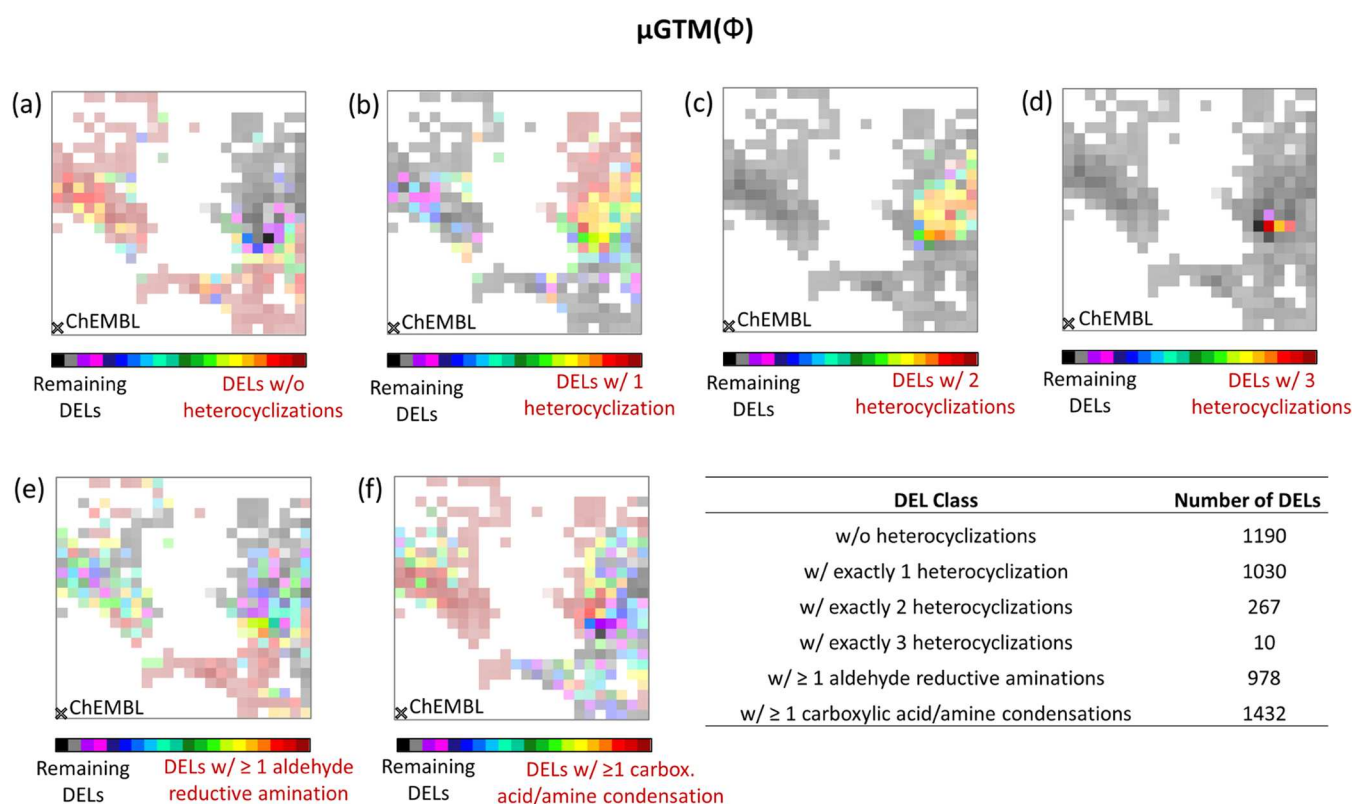 μGTM(Φ)
(a)
(b)
(c)
(d)
ChEMBL
ChEMBL
ChEMBL
ChEMBL
Remaining
DELs
DELs w/o
heterocyclizations
Remaining
DELs
DELs w/ 1
heterocyclization
Remaining
DELs
DELs w/ 2
heterocyclizations
Remaining
DELs
DELs w/ 3
heterocyclizations
(e)
(f)
ChEMBL
ChEMBL
Remaining
DELs
DELs w/ ≥ 1 aldehyde
reductive amination
Remaining
DELs
DELs w/ ≥1 carbox.
acid/amine condensation
DEL Class Number of DELs
w/o heterocyclizations 1190
w/ exactly 1 heterocyclization 1030
w/ exactly 2 heterocyclizations 267
w/ exactly 3 heterocyclizations 10
w/ ≥ 1 aldehyde reductive aminations 978
w/ ≥ 1 carboxylic acid/amine condensations 1432